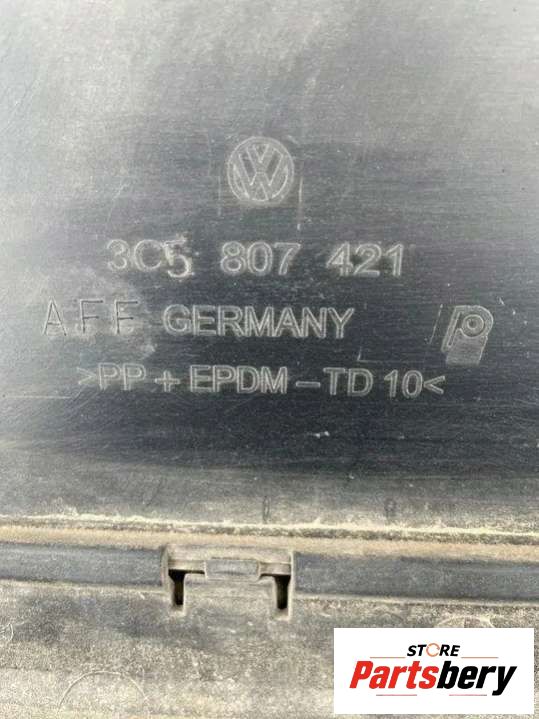 3C5 807 421
AFF GERMANY
>PP + EPDM - TD 10<
STORE
Partsbery